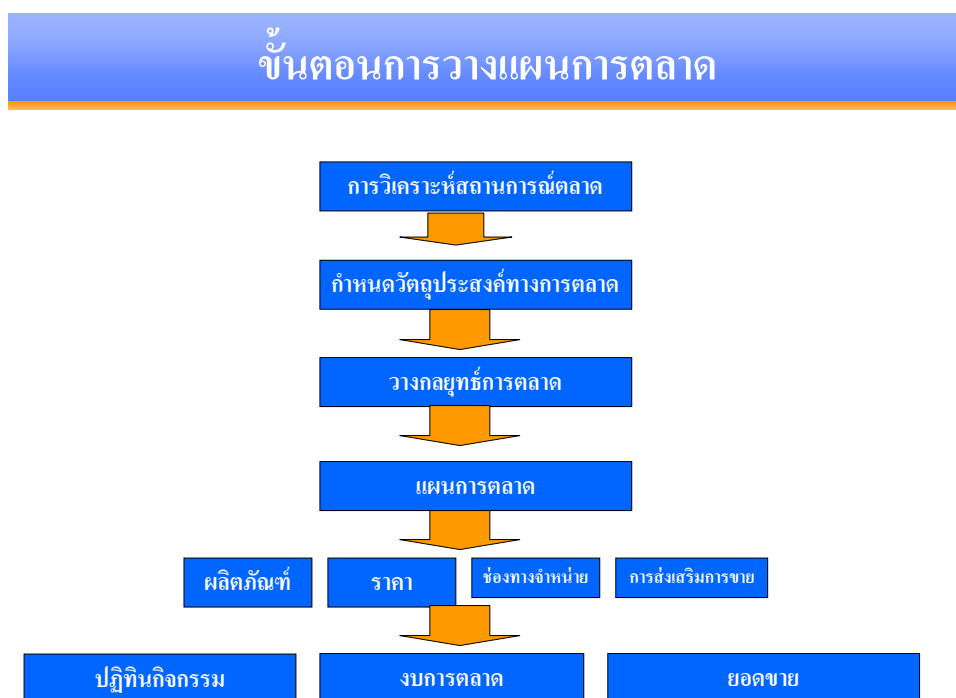 ขั้นตอนการวางแผนการตลาด
การวิเคราะห์สถานการณ์ตลาด
กำหนดวัตถุประสงค์ทางการตลาด
วางกลยุทธ์การตลาด
แผนการตลาด
ผลิตภัณฑ์
ราคา
ช่องทางจำหน่าย
การส่งเสริมการขาย
ปฏิทินกิจกรรม
งบการตลาด
ยอดขาย